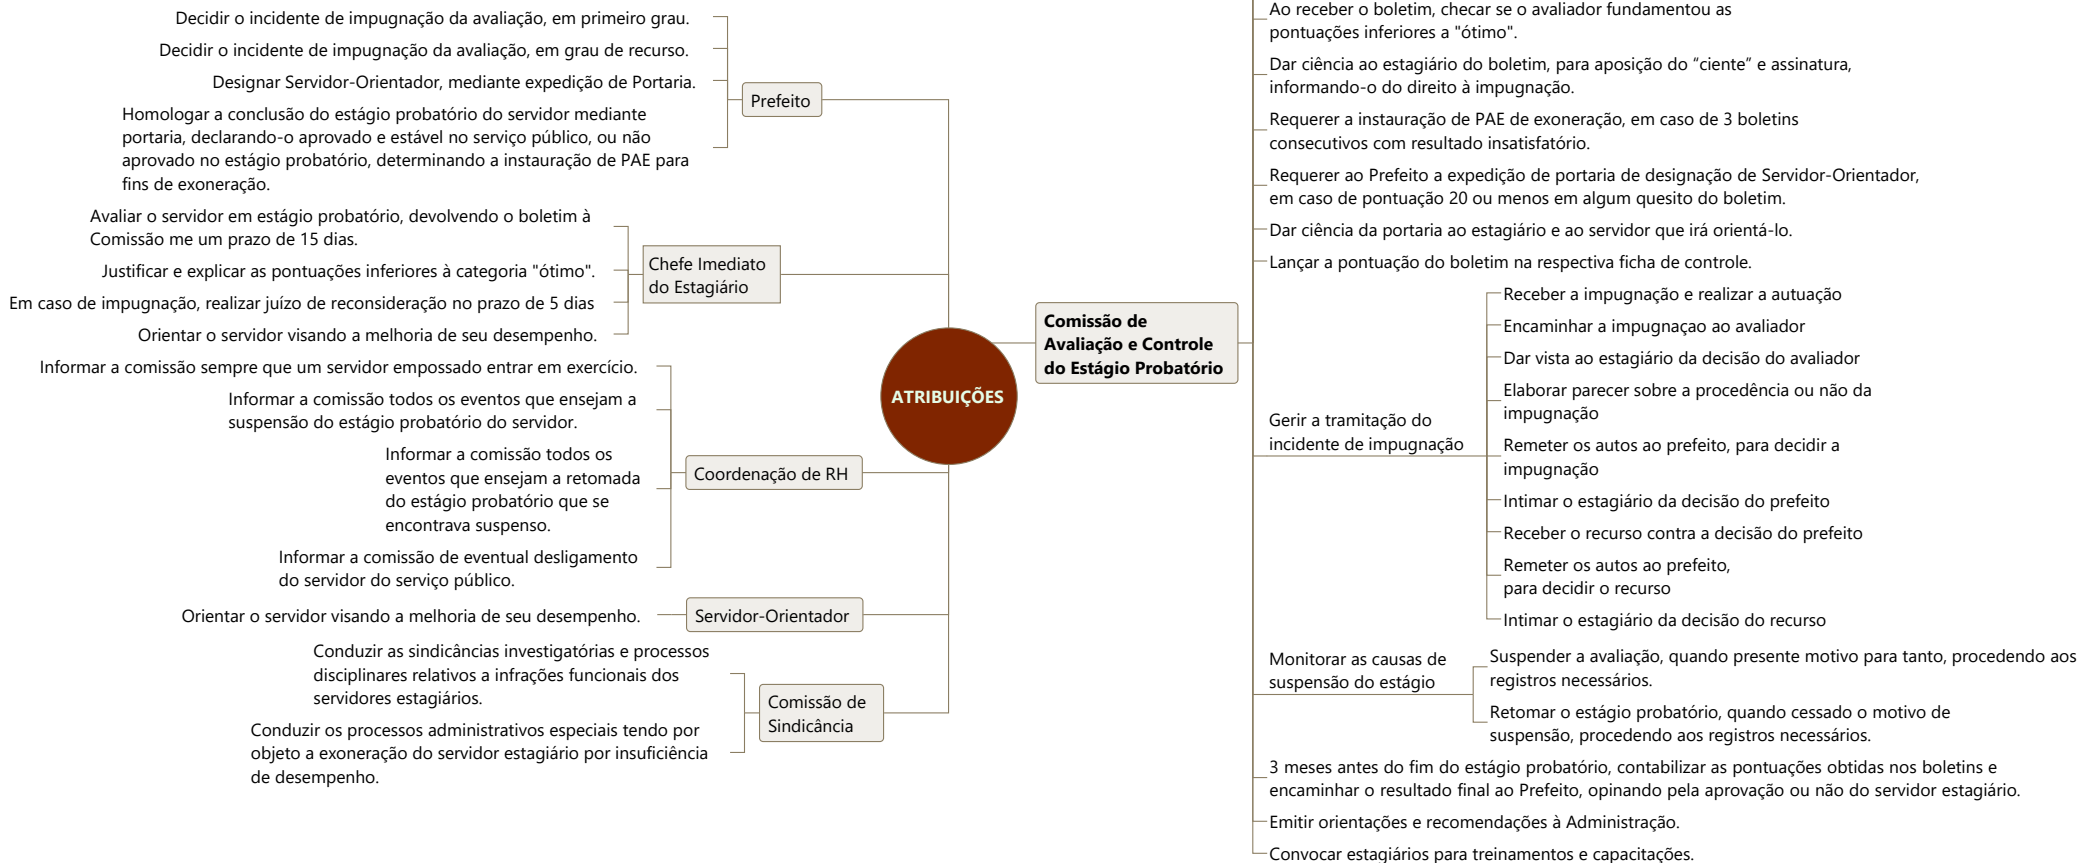 Decidir o incidente de impugnação da avaliação, em primeiro grau.
Decidir o incidente de impugnação da avaliação, em grau de recurso.
Designar Servidor-Orientador, mediante expedição de Portaria.
Homologar a conclusão do estágio probatório do servidor mediante
portaria, declarando-o aprovado e estável no serviço público, ou não
aprovado no estágio probatório, determinando a instauração de PAE para
fins de exoneração.
Prefeito
Avaliar o servidor em estágio probatório, devolvendo o boletim à
Comissão me um prazo de 15 dias.
Justificar e explicar as pontuações inferiores à categoria "ótimo".
Em caso de impugnação, realizar juízo de reconsideração no prazo de 5 dias
Orientar o servidor visando a melhoria de seu desempenho.
Chefe Imediato
do Estagiário
Informar a comissão sempre que um servidor empossado entrar em exercício.
Informar a comissão todos os eventos que ensejam a
suspensão do estágio probatório do servidor.
Informar a comissão todos os
eventos que ensejam a retomada
do estágio probatório que se
encontrava suspenso.
Informar a comissão de eventual desligamento
do servidor do serviço público.
Coordenação de RH
Orientar o servidor visando a melhoria de seu desempenho.
Servidor-Orientador
Conduzir as sindicâncias investigatórias e processos
disciplinares relativos a infrações funcionais dos
servidores estagiários.
Conduzir os processos administrativos especiais tendo por
objeto a exoneração do servidor estagiário por insuficiência
de desempenho.
Comissão de
Sindicância
ATRIBUIÇÕES
Comissão de
Avaliação e Controle
do Estágio Probatório
Ao receber o boletim, checar se o avaliador fundamentou as
pontuações inferiores a "ótimo".
Dar ciência ao estagiário do boletim, para aposição do “ciente” e assinatura,
informando-o do direito à impugnação.
Requerer a instauração de PAE de exoneração, em caso de 3 boletins
consecutivos com resultado insatisfatório.
Requerer ao Prefeito a expedição de portaria de designação de Servidor-Orientador,
em caso de pontuação 20 ou menos em algum quesito do boletim.
Dar ciência da portaria ao estagiário e ao servidor que irá orientá-lo.
Lançar a pontuação do boletim na respectiva ficha de controle.
Gerir a tramitação do
incidente de impugnação
Receber a impugnação e realizar a autuação
Encaminhar a impugnaçao ao avaliador
Dar vista ao estagiário da decisão do avaliador
Elaborar parecer sobre a procedência ou não da
impugnação
Remeter os autos ao prefeito, para decidir a
impugnação
Intimar o estagiário da decisão do prefeito
Receber o recurso contra a decisão do prefeito
Remeter os autos ao prefeito,
para decidir o recurso
Intimar o estagiário da decisão do recurso
Monitorar as causas de
suspensão do estágio
Suspender a avaliação, quando presente motivo para tanto, procedendo aos
registros necessários.
Retomar o estágio probatório, quando cessado o motivo de
suspensão, procedendo aos registros necessários.
3 meses antes do fim do estágio probatório, contabilizar as pontuações obtidas nos boletins e
encaminhar o resultado final ao Prefeito, opinando pela aprovação ou não do servidor estagiário.
Emitir orientações e recomendações à Administração.
Convocar estagiários para treinamentos e capacitações.